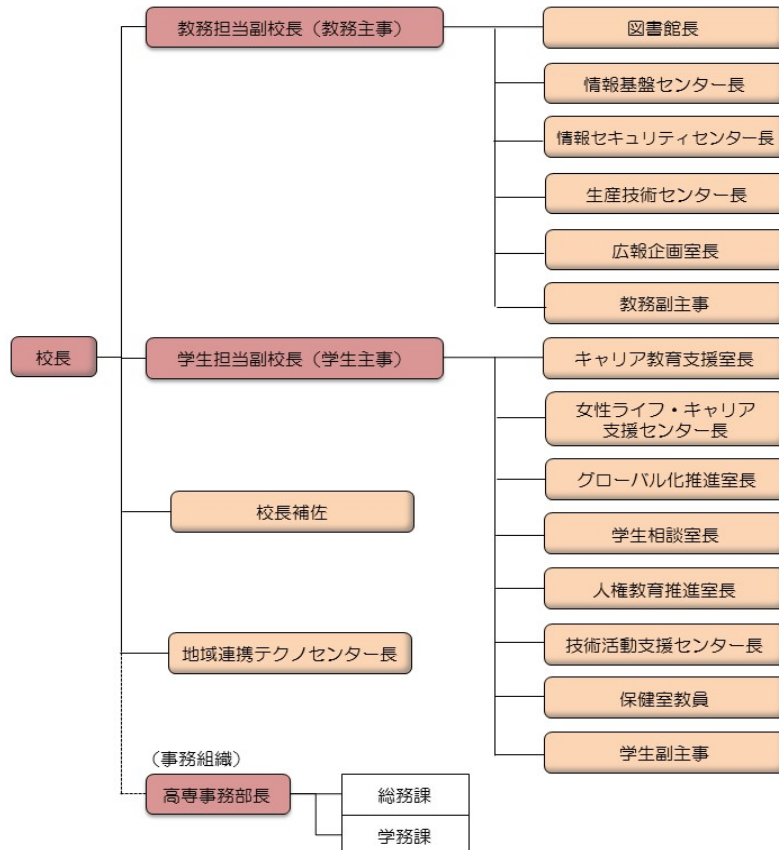 教務担当副校長（教務主事）
図書館長
情報基盤センター長
情報セキュリティセンター長
生産技術センター長
広報企画室長
教務副主事
校長
学生担当副校長（学生主事）
キャリア教育支援室長
女性ライフ・キャリア
支援センター長
グローバル化推進室長
校長補佐
学生相談室長
人権教育推進室長
地域連携テクノセンター長
技術活動支援センター長
保健室教員
学生副主事
（事務組織）
高専事務部長
総務課
学務課